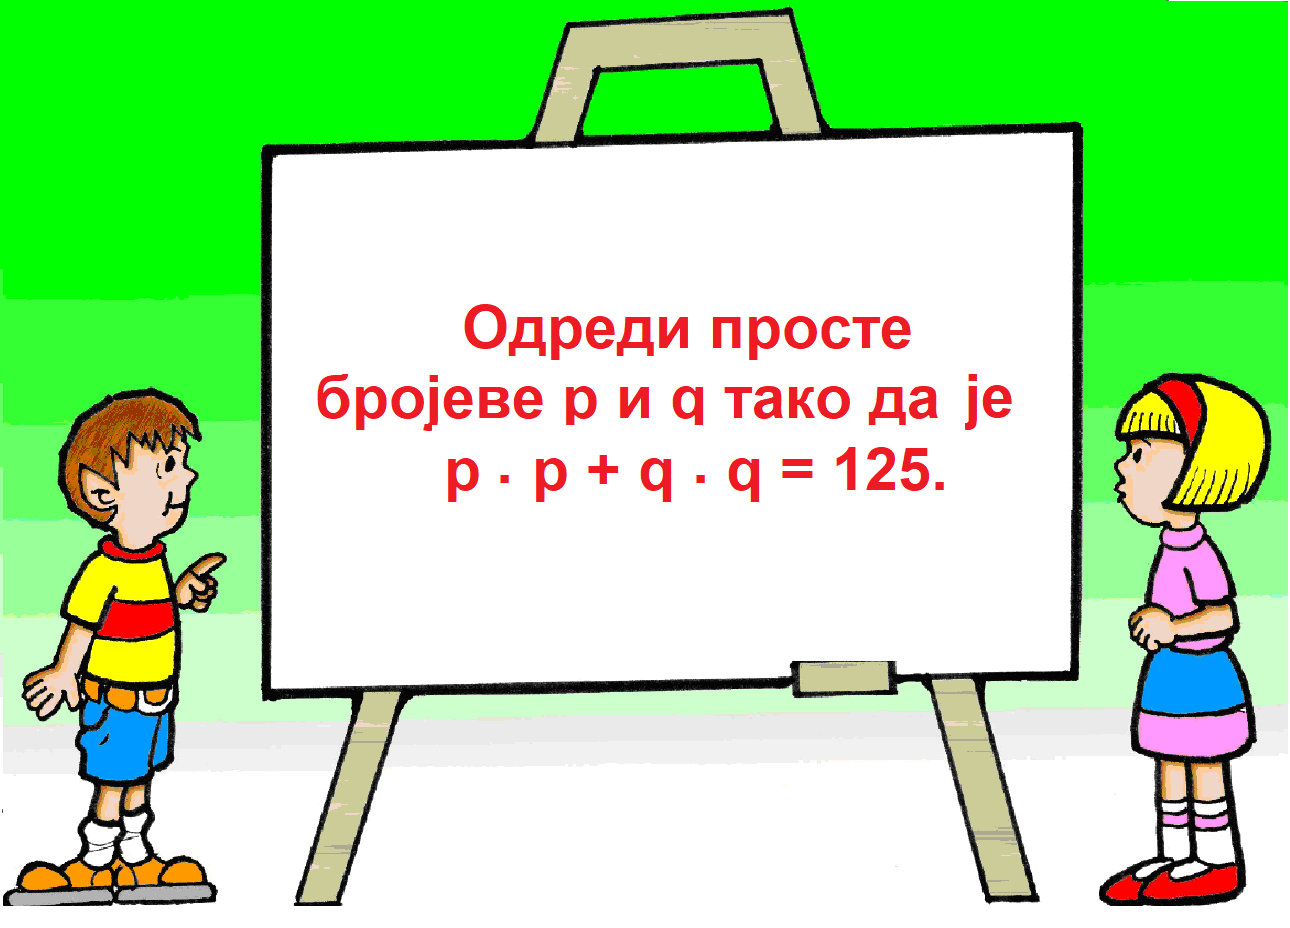 Одреди просте
бројеве p и q тако да је
p . p + q . q = 125.